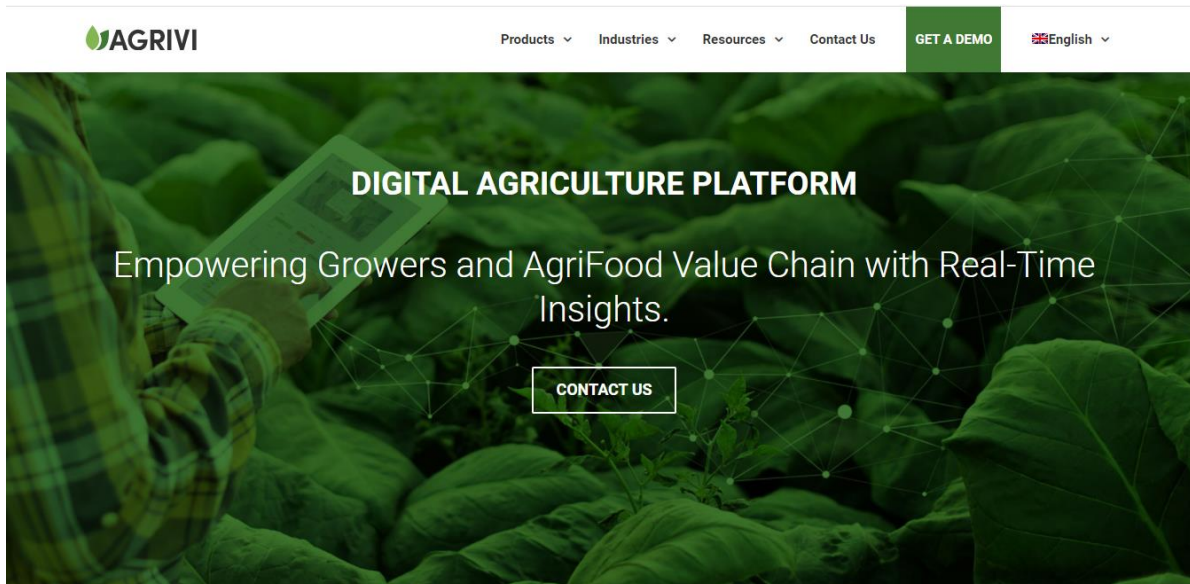 AGRIVI
Products
Industries
Resources
Contact Us
GET A DEMO
English
DIGITAL AGRICULTURE PLATFORM
Empowering Growers and AgriFood Value Chain with Real-Time
Insights.
CONTACT US